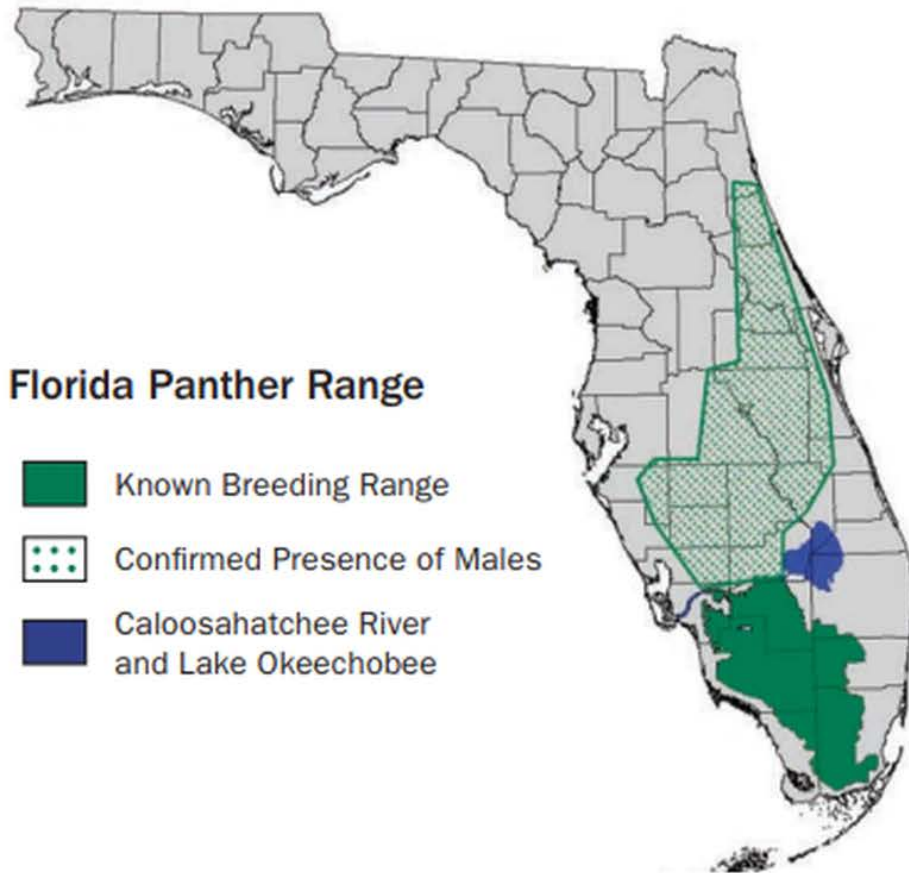 Florida Panther Range
Known Breeding Range
Confirmed Presence of Males
Caloosahatchee River
and Lake Okeechobee